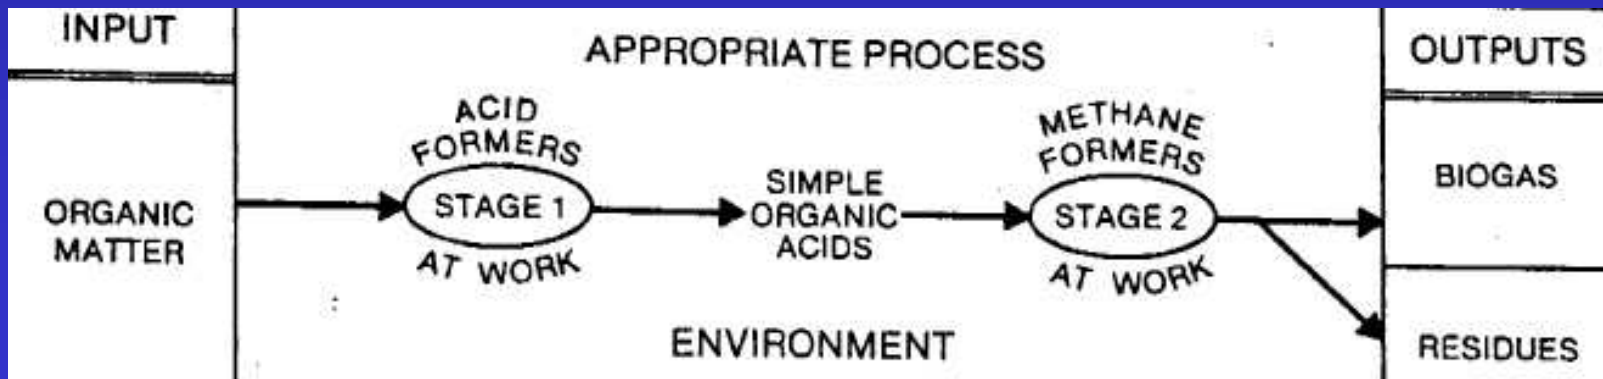 INPUT
ORGANIC
MATTER
APPROPRIATE PROCESS
ACID
FORMERS
STAGE 1
AT WORK
SIMPLE
ORGANIC
ACIDS
METHANE
FORMERS
STAGE 2
AT WORK
ENVIRONMENT
OUTPUTS
BIOGAS
RESIDUES